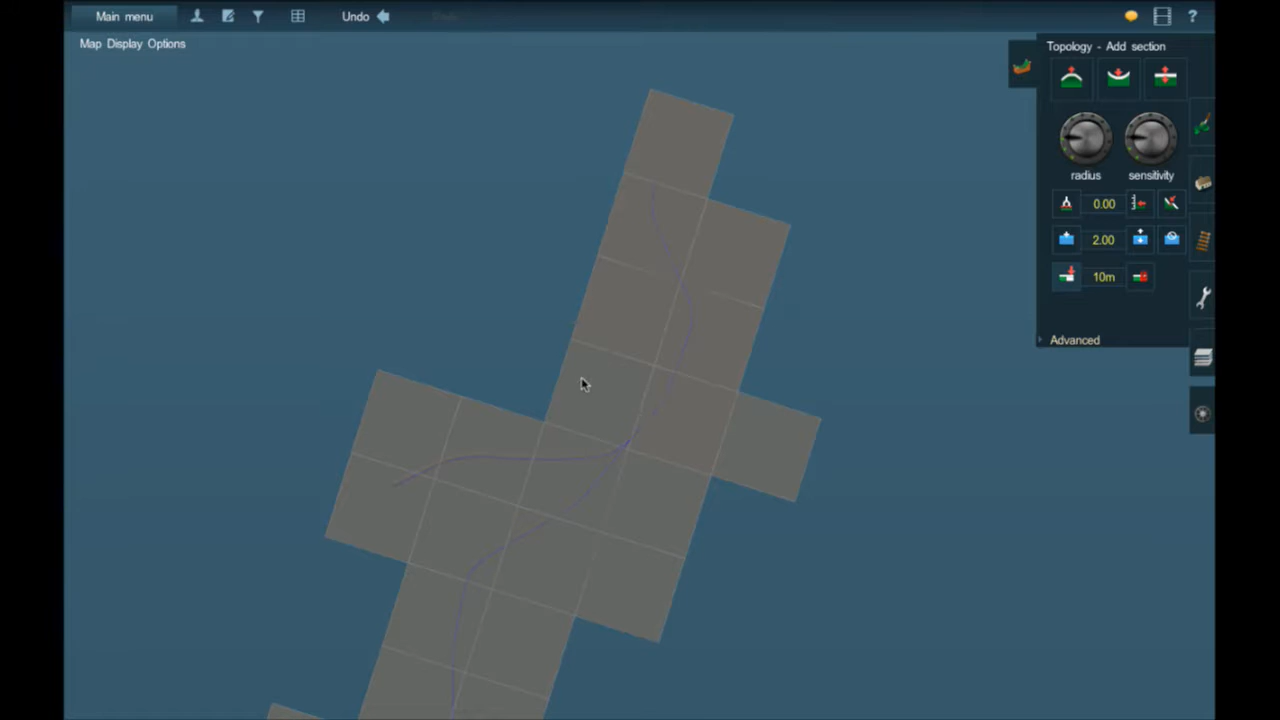 Main menu
Undo
Map Display Options
Topology - Add section
radius sensitivity
0.00
2.00
10m
Advanced
?